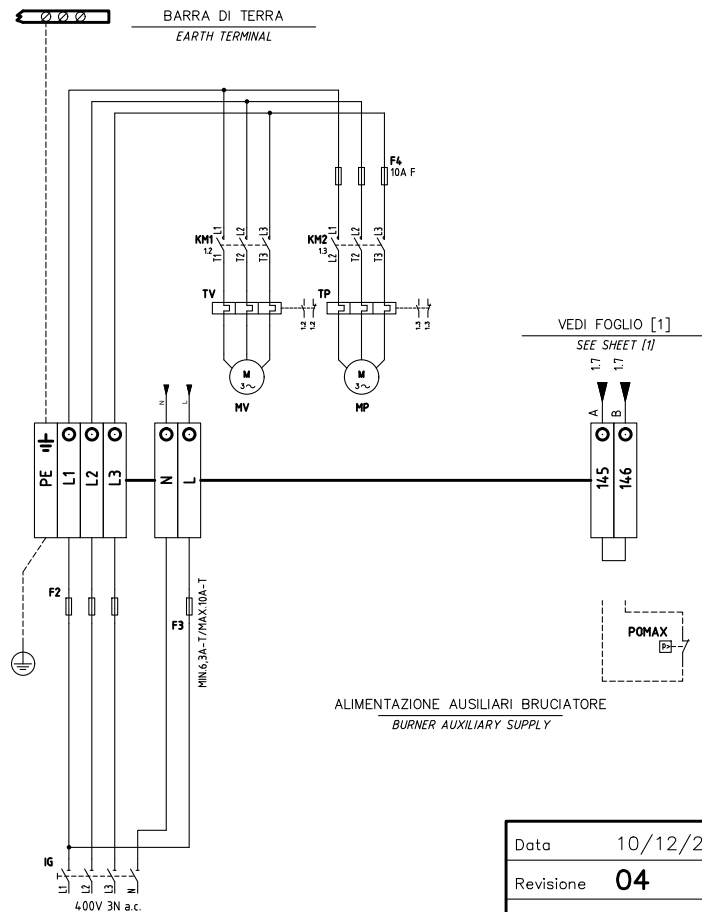 BARRA DI TERRA
EARTH TERMINAL
F4
10A F
KM1
1.2
L1
L2
L3
T1
T2
T3
KM2
1.3
L1
L2
L3
L2
T2
T3
TV
1.2
1.2
TP
1.3
1.3
M
3~
MV
M
3~
MP
VEDI FOGLIO [1]
SEE SHEET [1]
1.7
1.7
A
B
N
L
PE
L1
L2
L3
N
L
145
146
F2
F3
MIN.6,3A-T/MAX.10A-T
POMAX
P>
ALIMENTAZIONE AUSILIARI BRUCIATORE
BURNER AUXILIARY SUPPLY
IG
L1
L2
L3
N
400V 3N a.c.
Data 10/12/2
Revisione 04